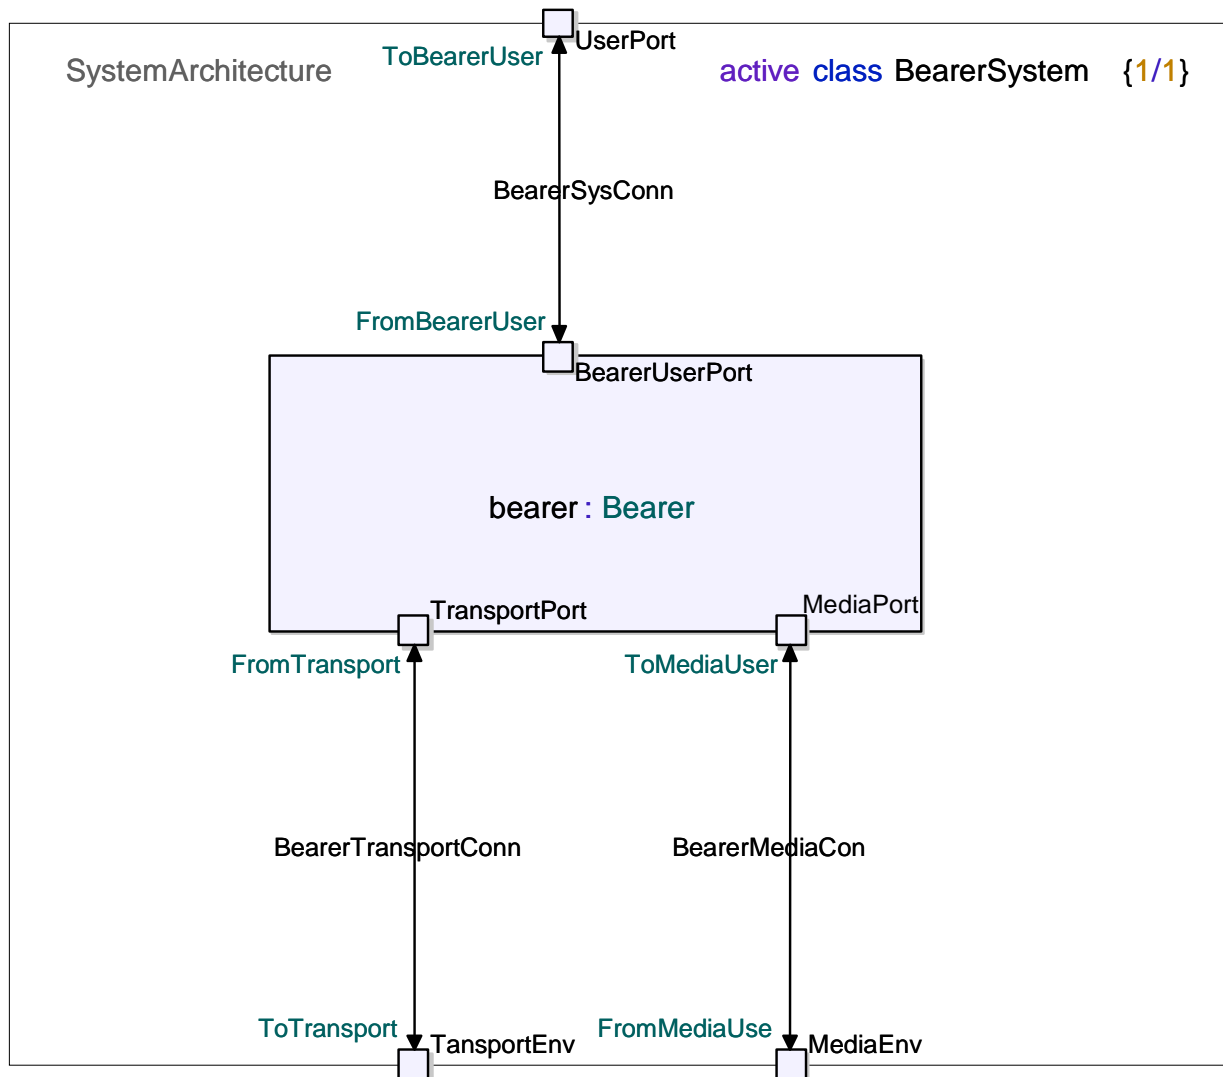 UserPort
ToBearerUser
SystemArchitecture
active class BearerSystem {1/1}
BearerSysConn
FromBearerUser
BearerUserPort
bearer : Bearer
TransportPort
MediaPort
FromTransport
ToMediaUser
BearerTransportConn
BearerMediaCon
ToTransport
FromMediaUse
TansportEnv
MediaEnv